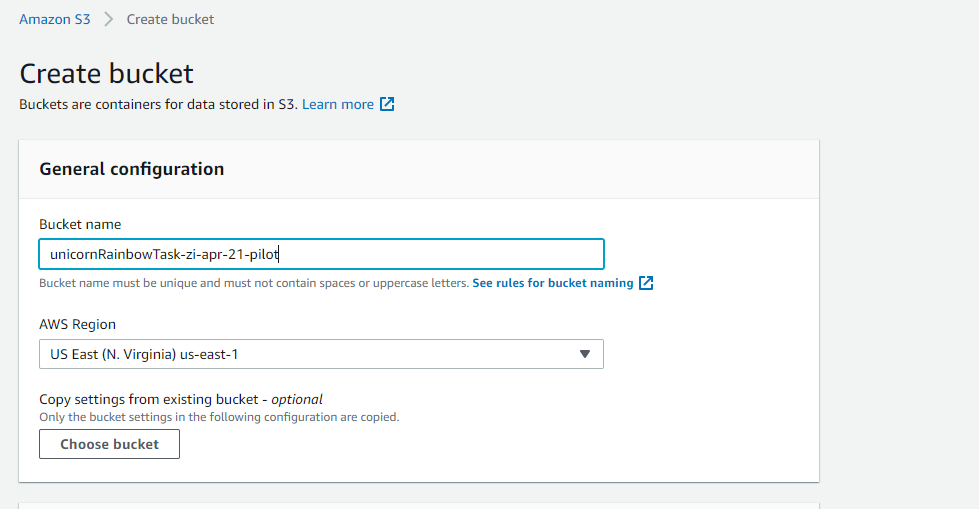 Amazon S3 > Create bucket
Create bucket
Buckets are containers for data stored in S3. Learn more
General configuration
Bucket name
unicornRainbowTask-zi-apr-21-pilot
Bucket name must be unique and must not contain spaces or uppercase letters. See rules for bucket naming
AWS Region
US East (N. Virginia) us-east-1
Copy settings from existing bucket - optional
Only the bucket settings in the following configuration are copied.
Choose bucket